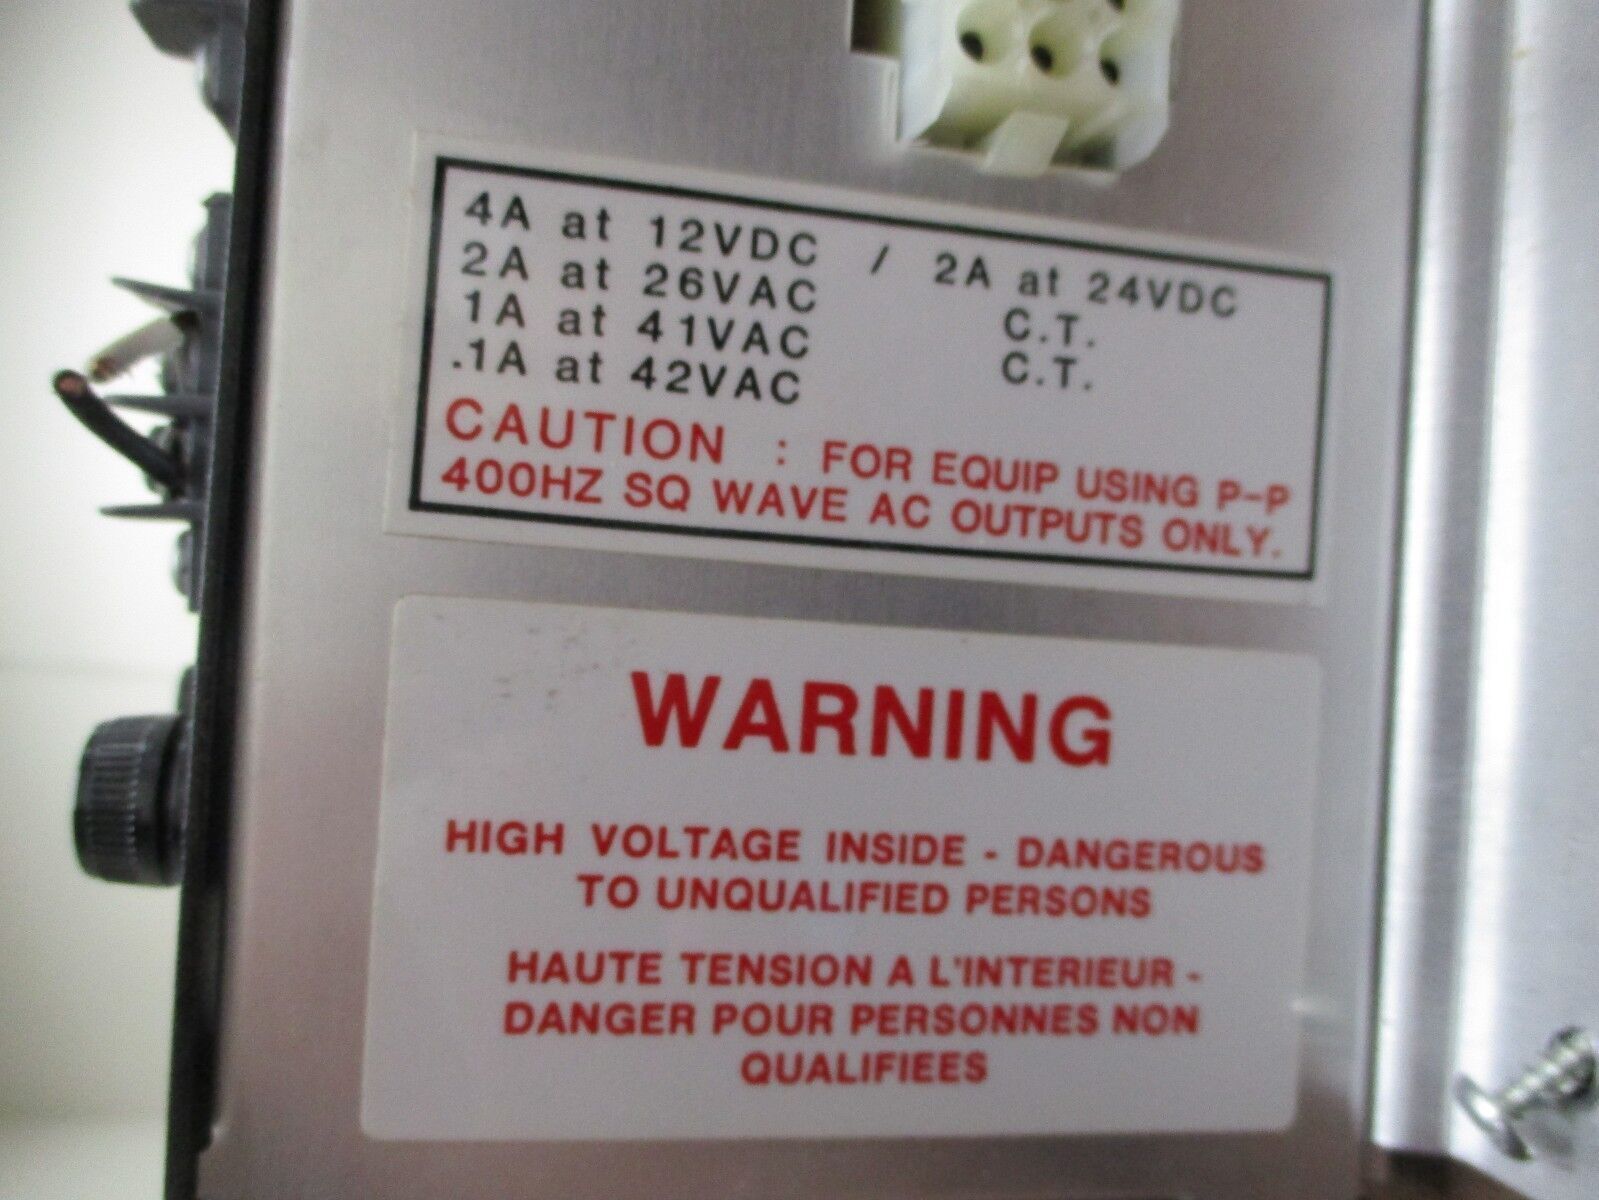 4A at 12VDC / 2A at 24VDC
2A at 26VAC C.T.
1A at 41VAC C.T.
.1A at 42VAC
CAUTION : FOR EQUIP USING P-P
400HZ SQ WAVE AC OUTPUTS ONLY.
WARNING
HIGH VOLTAGE INSIDE - DANGEROUS
TO UNQUALIFIED PERSONS
HAUTE TENSION A L'INTERIEUR -
DANGER POUR PERSONNES NON
QUALIFIEES